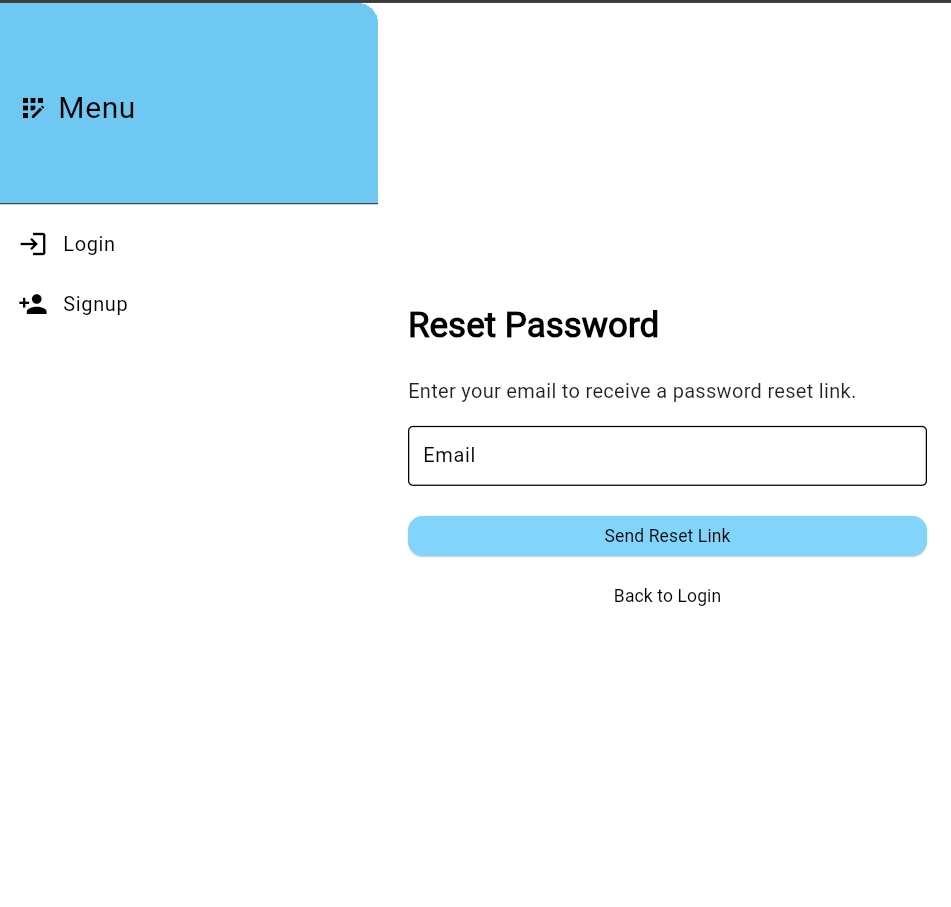 Menu
Login
Signup
Reset Password
Enter your email to receive a password reset link.
Email
Send Reset Link
Back to Login